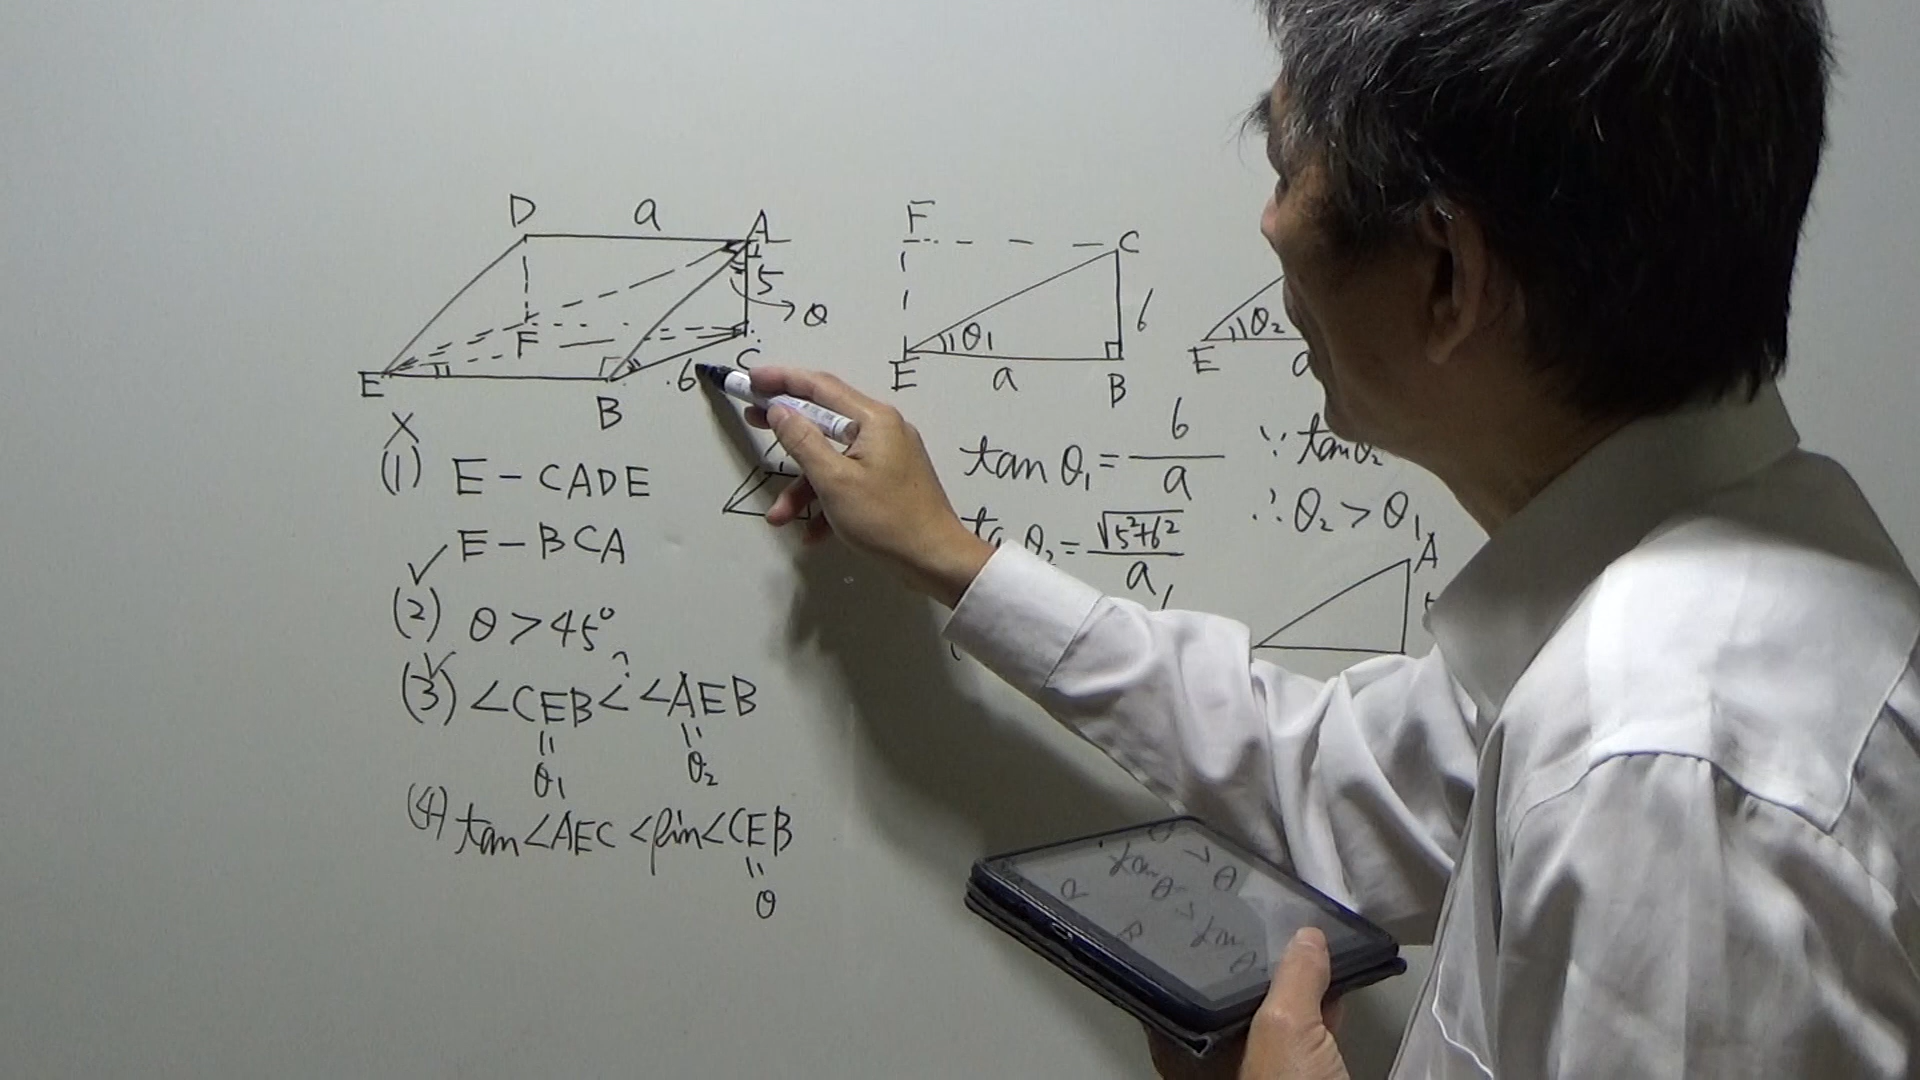 D a A
5
θ
F
C
E
6
B
X
(1) E-CADE
E-BCA
✓
(2) θ>45°
✓ ?
(3) <CEB< <AEB
= =
θ₁ θ₂
(4) tan<AEC <sin<CEB
=
θ
F C
6
θ₁
E a B
tanθ₁ = 6/a
θ₂ = √5²+6²/a
θ₂
E a
∵ tanθ₂
∴ θ₂ > θ₁
A